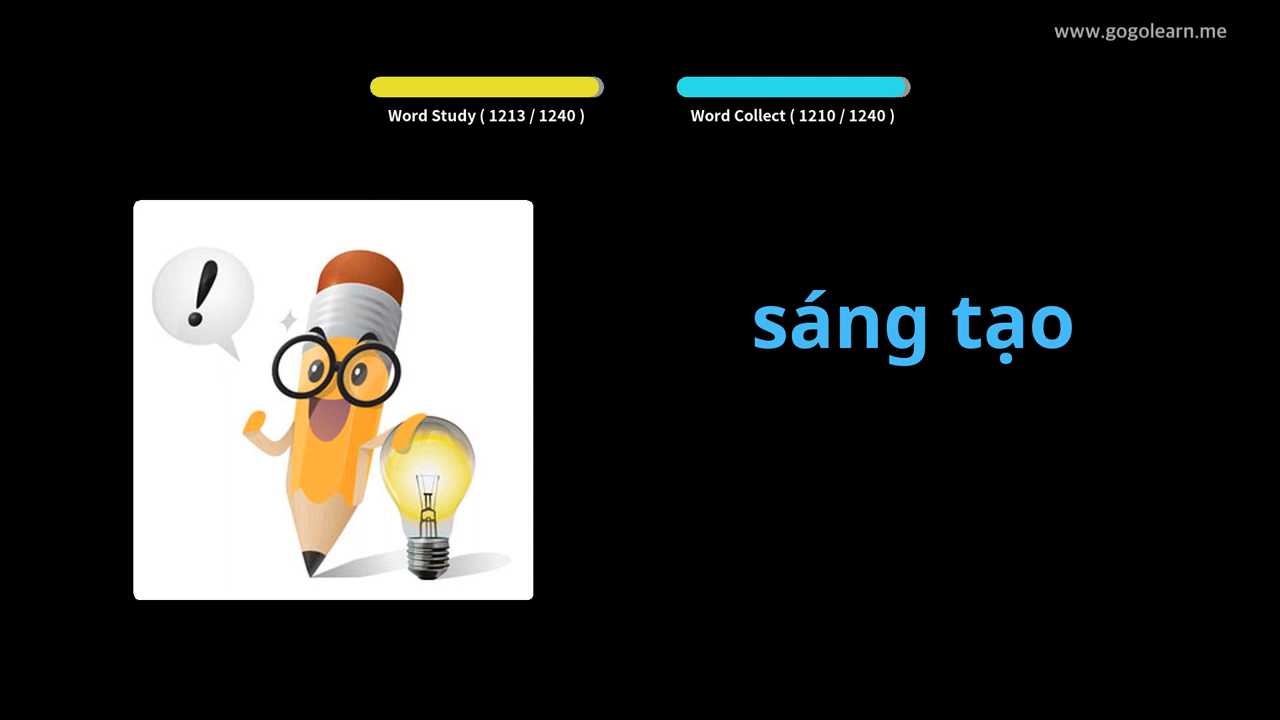 www.gogolearn.me
Word Study ( 1213 / 1240 )
Word Collect ( 1210 / 1240 )
!
sáng tạo